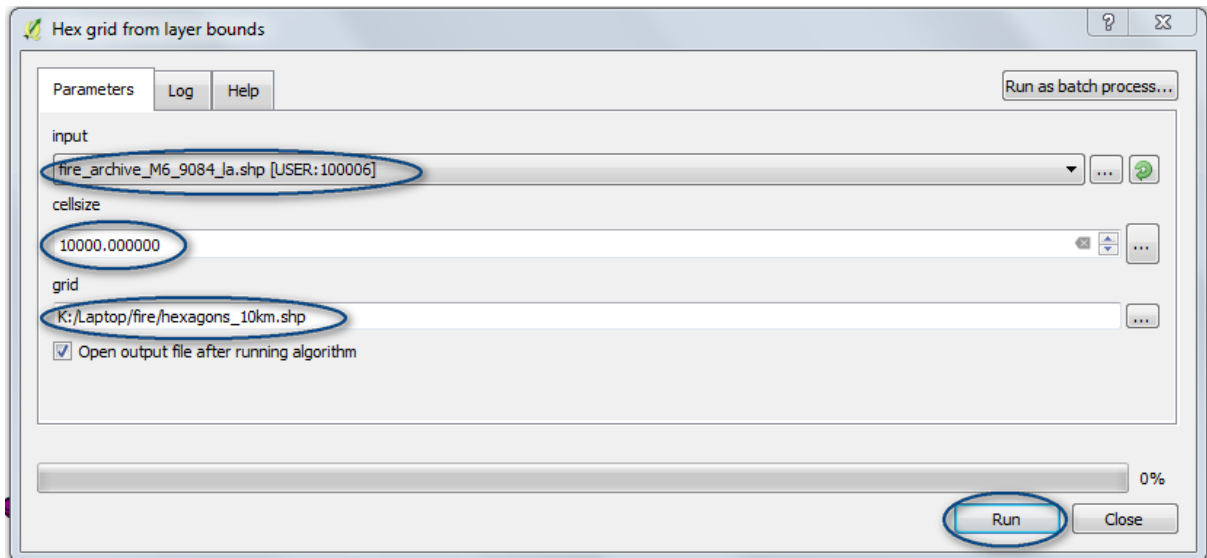 Hex grid from layer bounds
Parameters Log Help Run as batch process...
input
fire_archive_M6_9084_la.shp [USER:100006] ...
cellsize
10000.000000 ...
grid
K:/Laptop/fire/hexagons_10km.shp ...
Open output file after running algorithm
0%
Run Close